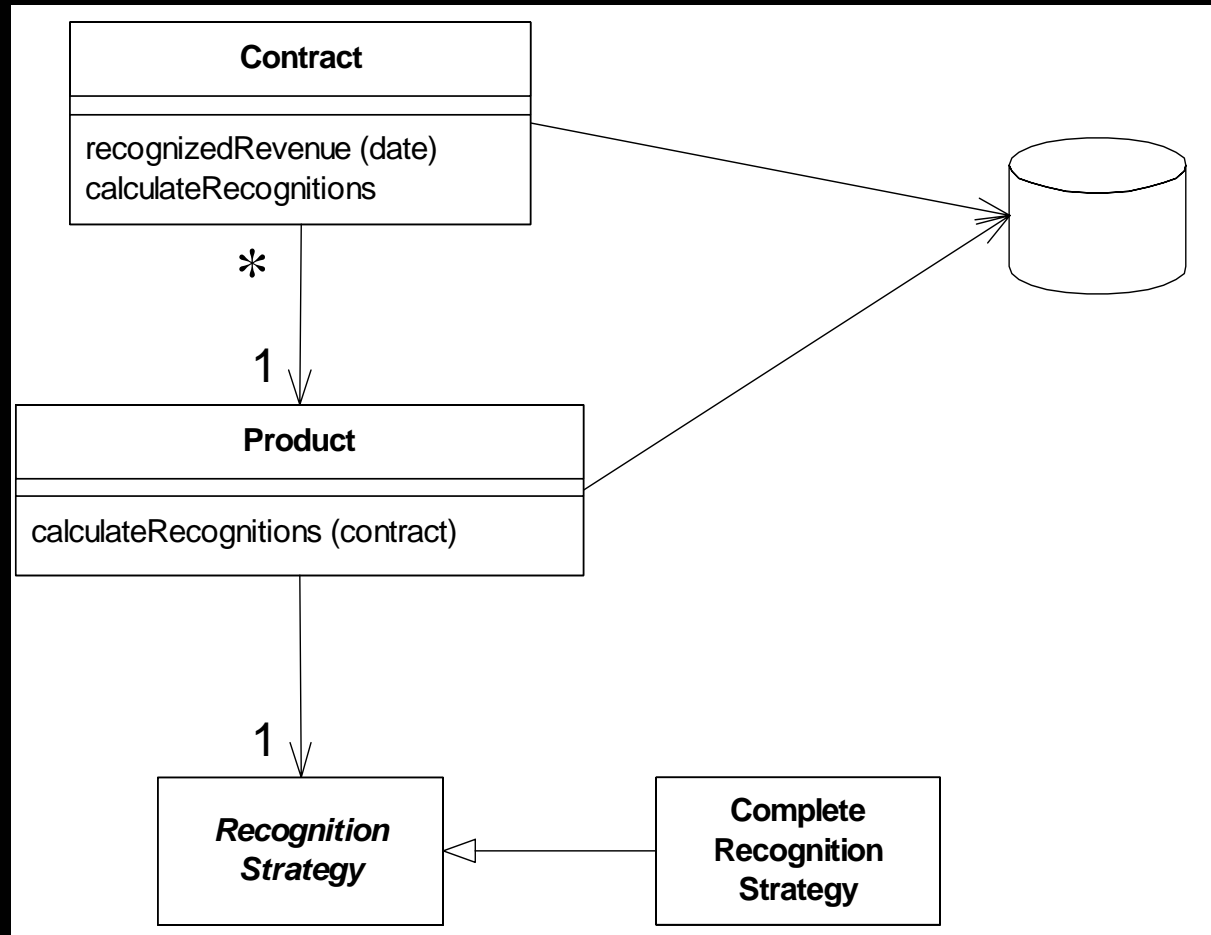 Contract
recognizedRevenue (date)
calculateRecognitions
*
1
Product
calculateRecognitions (contract)
1
Recognition
Strategy
Complete
Recognition
Strategy